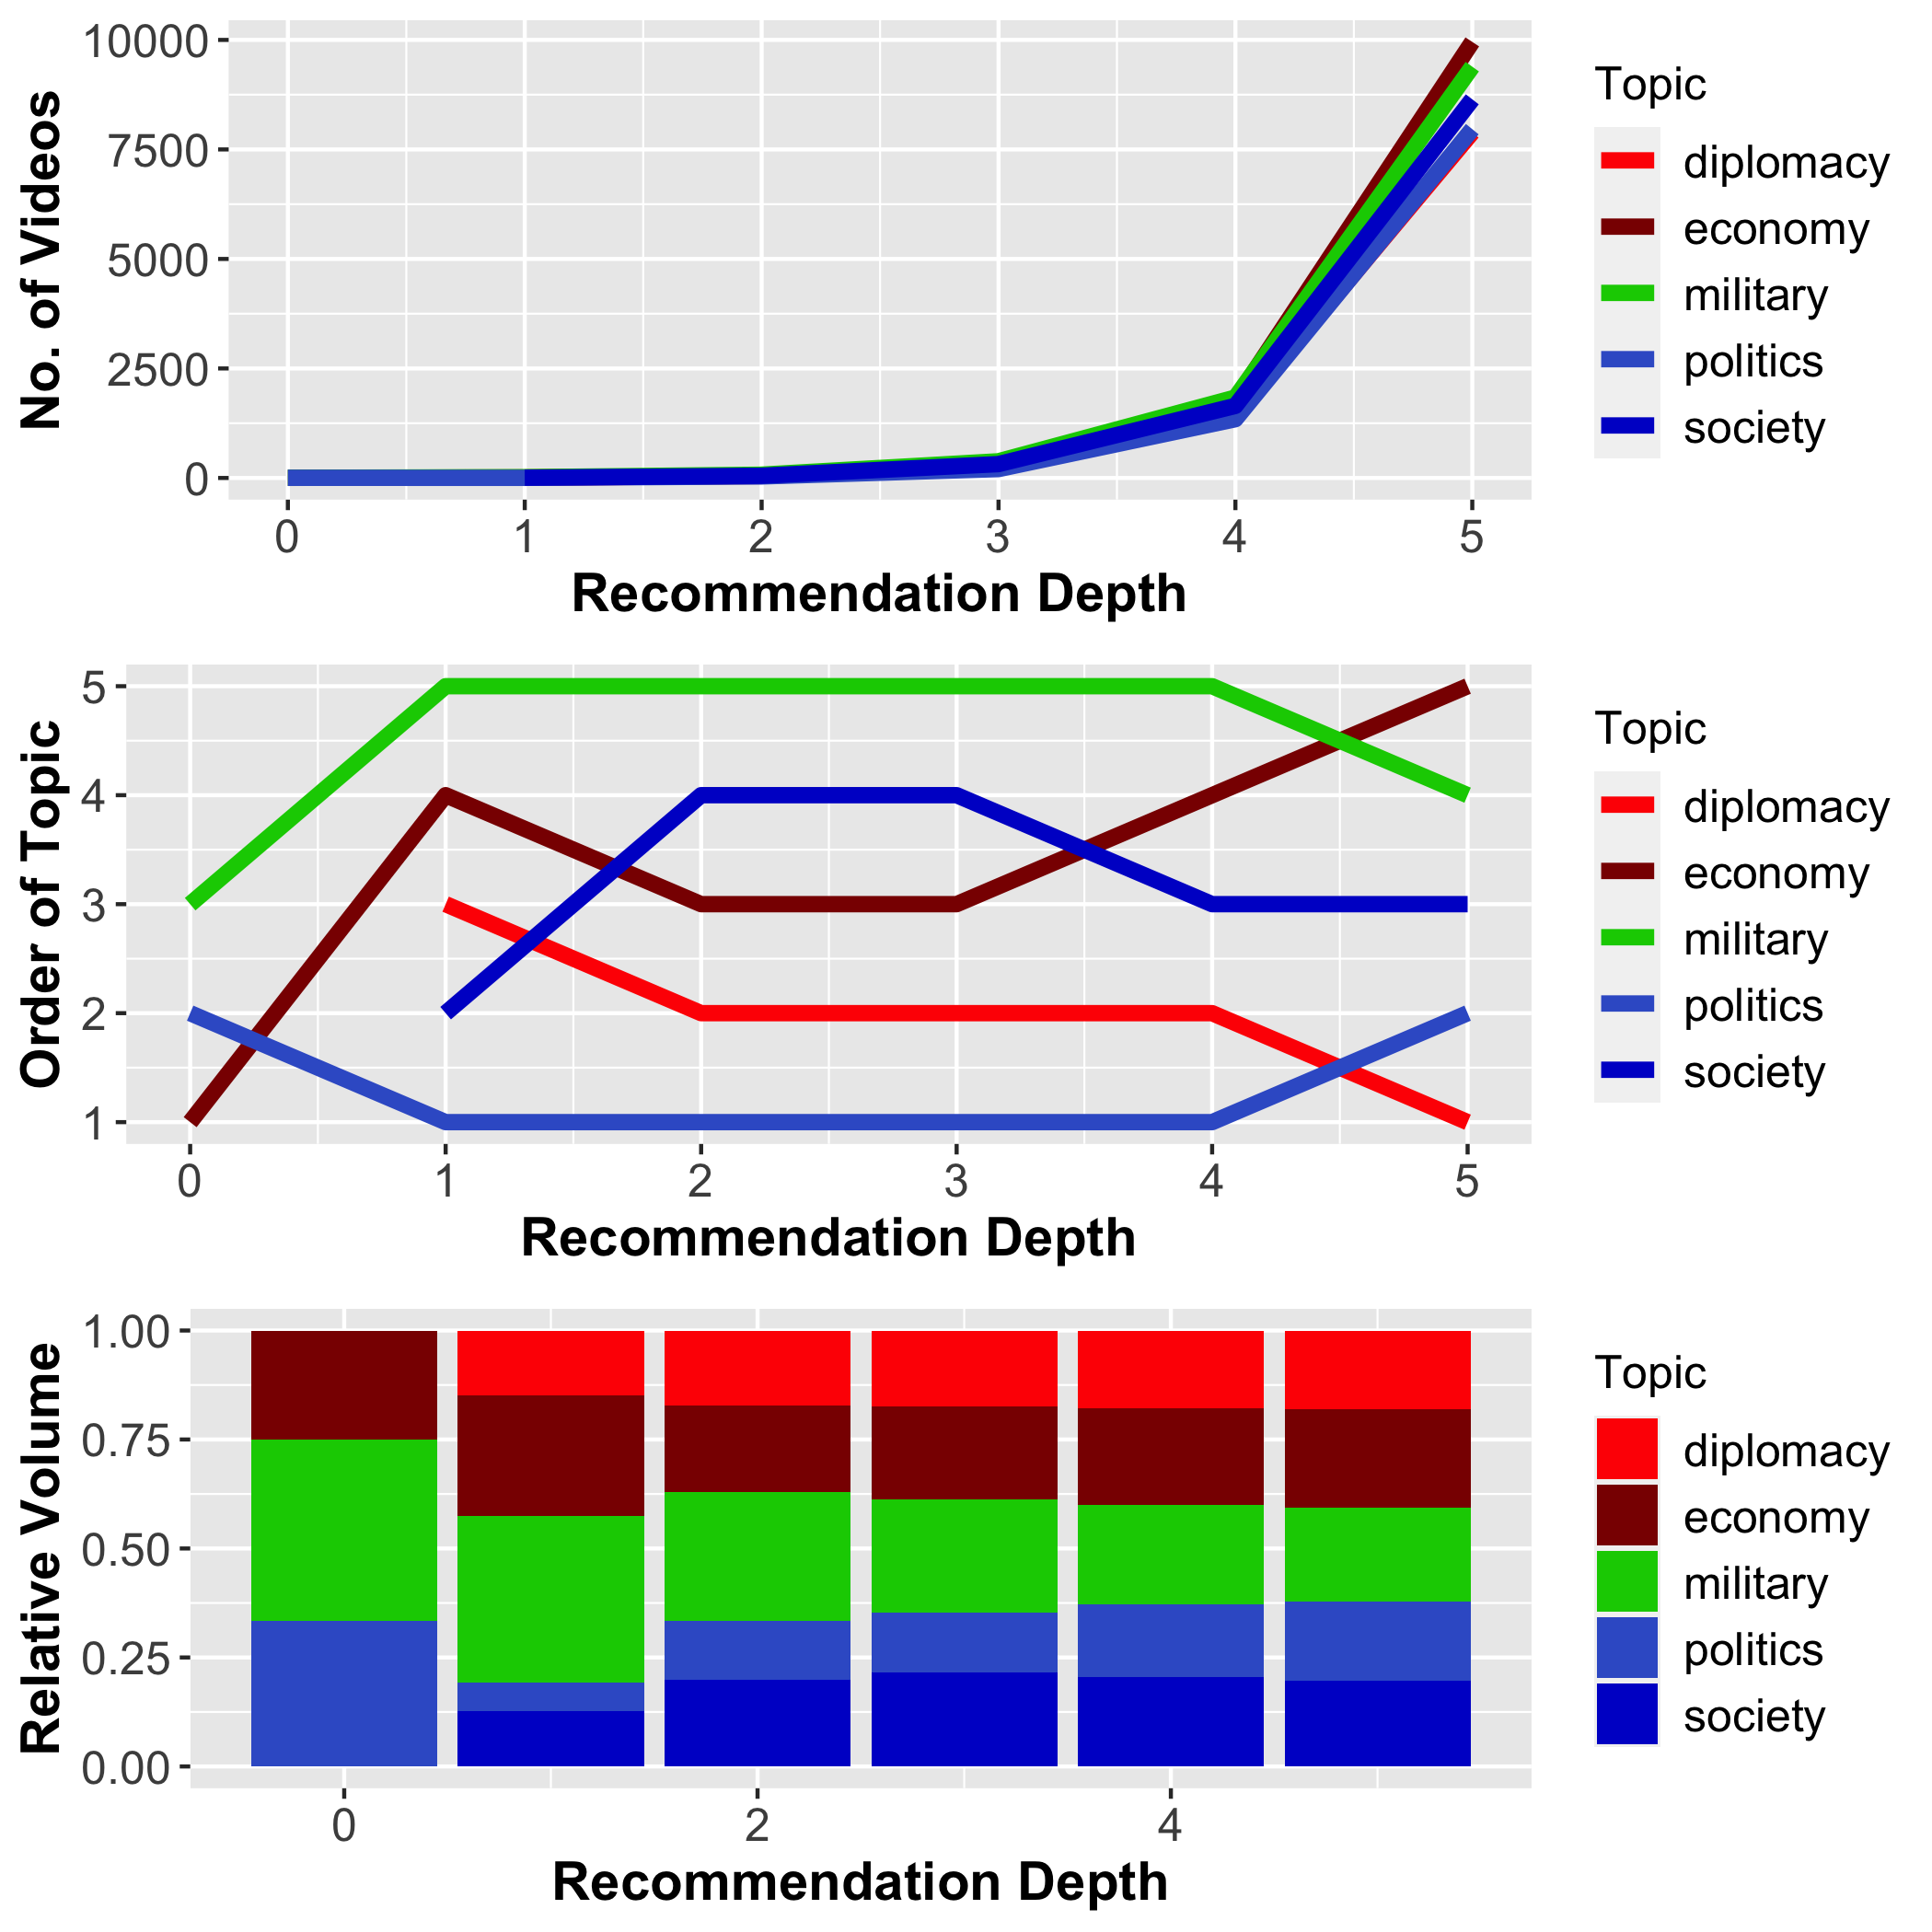 No. of Videos
10000
7500
5000
2500
0
0 1 2 3 4 5
Recommendation Depth
Topic
diplomacy
economy
military
politics
society
Order of Topic
5
4
3
2
1
0 1 2 3 4 5
Recommendation Depth
Topic
diplomacy
economy
military
politics
society
Relative Volume
1.00
0.75
0.50
0.25
0.00
0 2 4
Recommendation Depth
Topic
diplomacy
economy
military
politics
society